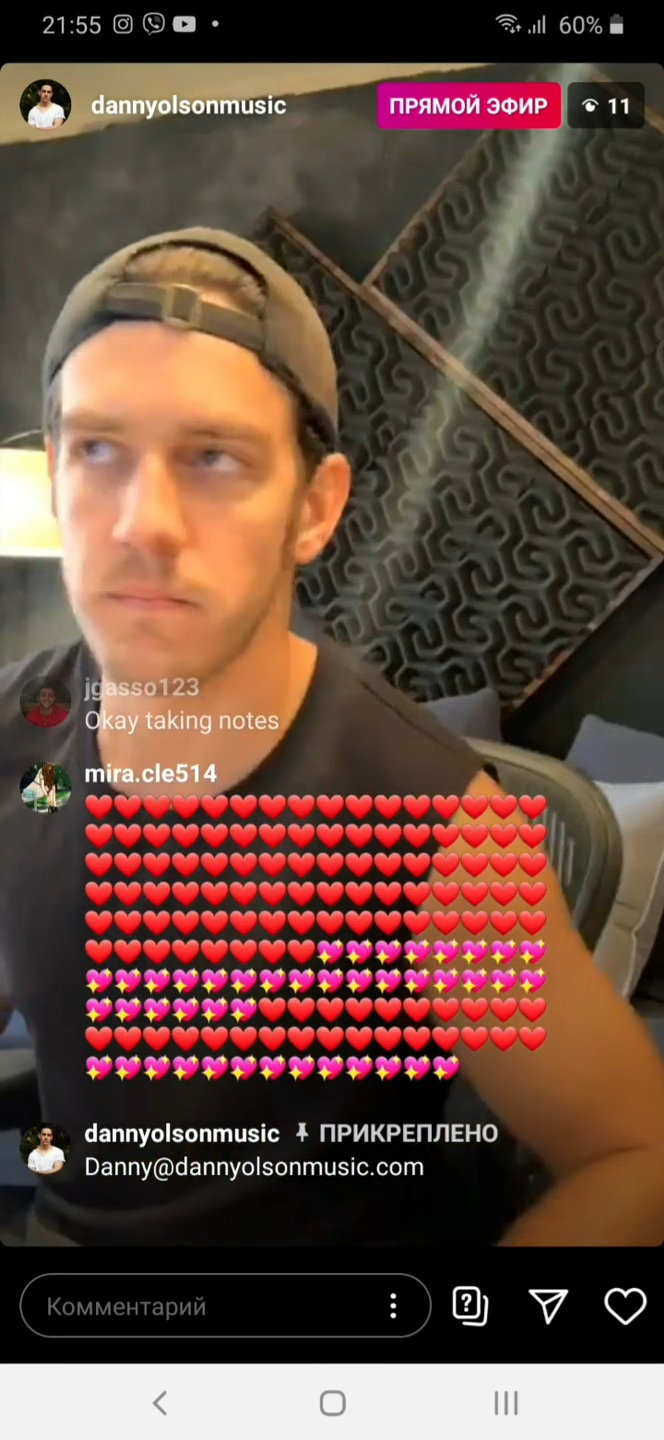 21:55
60%
dannyolsonmusic
ПРЯМОЙ ЭФИР
11
jgasso123
Okay taking notes
mira.cle514
❤️❤️❤️❤️❤️❤️❤️❤️❤️❤️❤️❤️❤️❤️❤️❤️
❤️❤️❤️❤️❤️❤️❤️❤️❤️❤️❤️❤️❤️❤️❤️❤️
❤️❤️❤️❤️❤️❤️❤️❤️❤️❤️❤️❤️❤️❤️❤️❤️
❤️❤️❤️❤️❤️❤️❤️❤️❤️❤️❤️❤️❤️❤️❤️❤️
❤️❤️❤️❤️❤️❤️❤️❤️❤️❤️❤️❤️❤️❤️❤️❤️
❤️❤️❤️❤️❤️❤️❤️❤️💖💖💖💖💖💖💖💖
💖💖💖💖💖💖💖💖💖💖💖💖💖💖💖💖
💖💖💖💖💖💖❤️❤️❤️❤️❤️❤️❤️❤️❤️❤️
❤️❤️❤️❤️❤️❤️❤️❤️❤️❤️❤️❤️❤️❤️❤️❤️
💖💖💖💖💖💖💖💖💖💖💖💖💖
dannyolsonmusic ПРИКРЕПЛЕНО
Danny@dannyolsonmusic.com
Комментарий